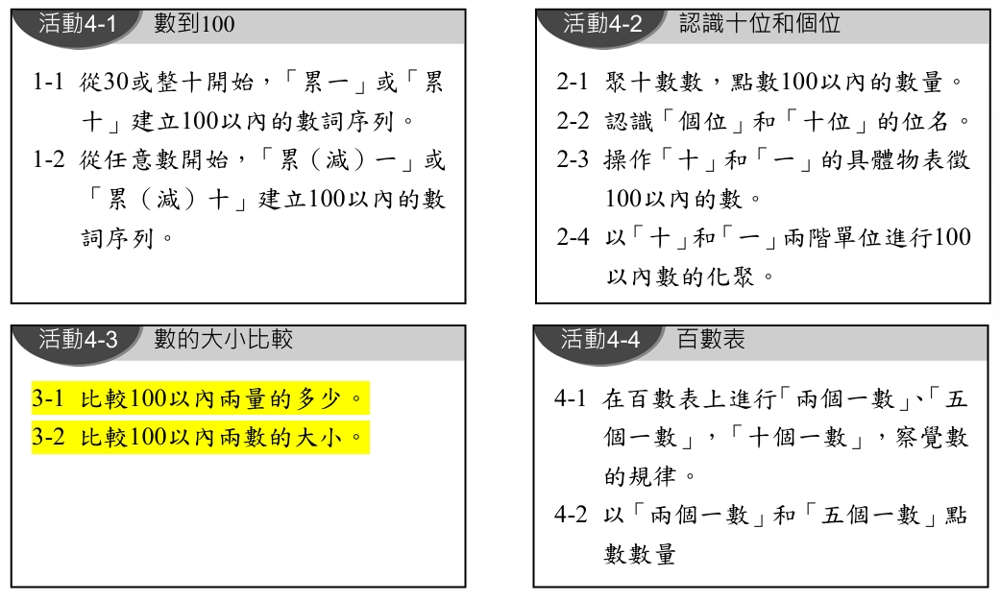 活動4-1 數到100
1-1 從30或整十開始，「累一」或「累
十」建立100以內的數詞序列。
1-2 從任意數開始，「累（減）一」或
「累（減）十」建立100以內的數
詞序列。
活動4-2 認識十位和個位
2-1 聚十數數，點數100以內的數量。
2-2 認識「個位」和「十位」的位名。
2-3 操作「十」和「一」的具體物表徵
100以內的數。
2-4 以「十」和「一」兩階單位進行100
以內數的化聚。
活動4-3 數的大小比較
3-1 比較100以內兩量的多少。
3-2 比較100以內兩數的大小。
活動4-4 百數表
4-1 在百數表上進行「兩個一數」、「五
個一數」，「十個一數」，察覺數
的規律。
4-2 以「兩個一數」和「五個一數」點
數數量